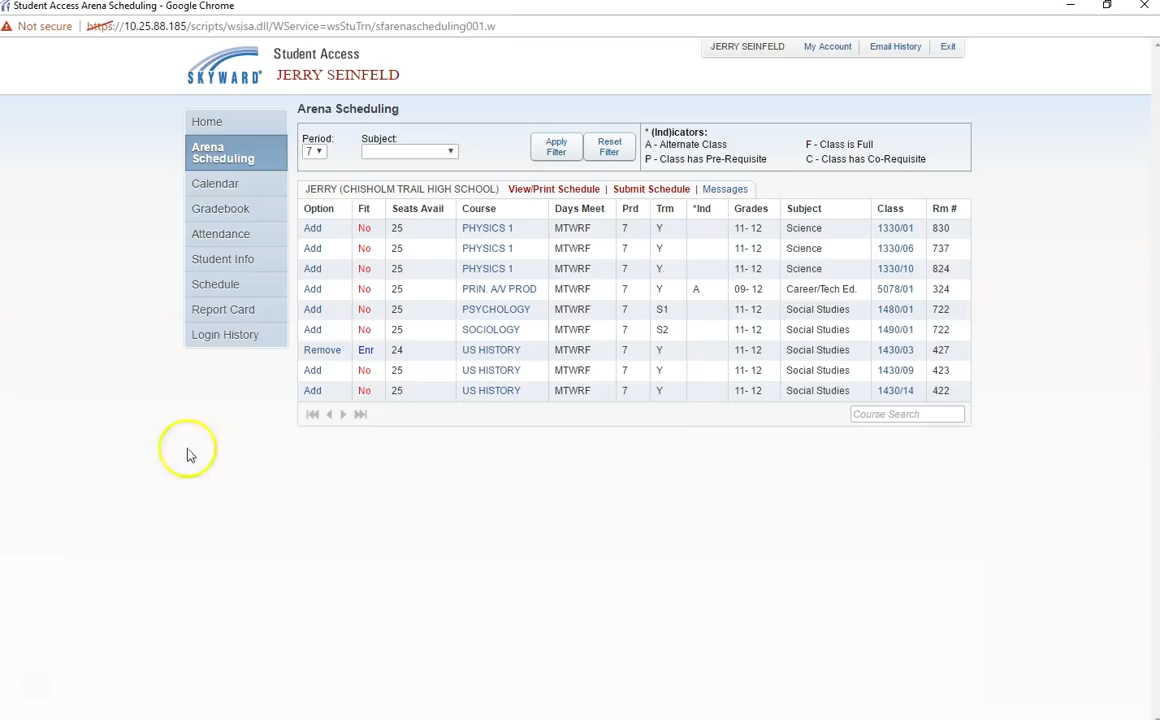 Student Access Arena Scheduling - Google Chrome
Not secure | https://10.25.88.185/scripts/wsisa.dll/WService=wsStuTrn/sfarenascheduling001.w
JERRY SEINFELD My Account Email History Exit
Student Access
SKYWARD JERRY SEINFELD
Home
Arena Scheduling
Calendar
Gradebook
Attendance
Student Info
Schedule
Report Card
Login History
Arena Scheduling
Period: Subject:
7
Apply Filter
Reset Filter
* (Ind)icators:
A - Alternate Class F - Class is Full
P - Class has Pre-Requisite C - Class has Co-Requisite
JERRY (CHISHOLM TRAIL HIGH SCHOOL) View/Print Schedule | Submit Schedule | Messages
Option Fit Seats Avail Course Days Meet Prd Trm *Ind Grades Subject Class Rm #
Add No 25 PHYSICS 1 MTWRF 7 Y 11- 12 Science 1330/01 830
Add No 25 PHYSICS 1 MTWRF 7 Y 11- 12 Science 1330/06 737
Add No 25 PHYSICS 1 MTWRF 7 Y 11- 12 Science 1330/10 824
Add No 25 PRIN. A/V PROD MTWRF 7 Y A 09- 12 Career/Tech Ed. 5078/01 324
Add No 25 PSYCHOLOGY MTWRF 7 S1 11- 12 Social Studies 1480/01 722
Add No 25 SOCIOLOGY MTWRF 7 S2 11- 12 Social Studies 1490/01 722
Remove Enr 24 US HISTORY MTWRF 7 Y 11- 12 Social Studies 1430/03 427
Add No 25 US HISTORY MTWRF 7 Y 11- 12 Social Studies 1430/09 423
Add No 25 US HISTORY MTWRF 7 Y 11- 12 Social Studies 1430/14 422
Course Search